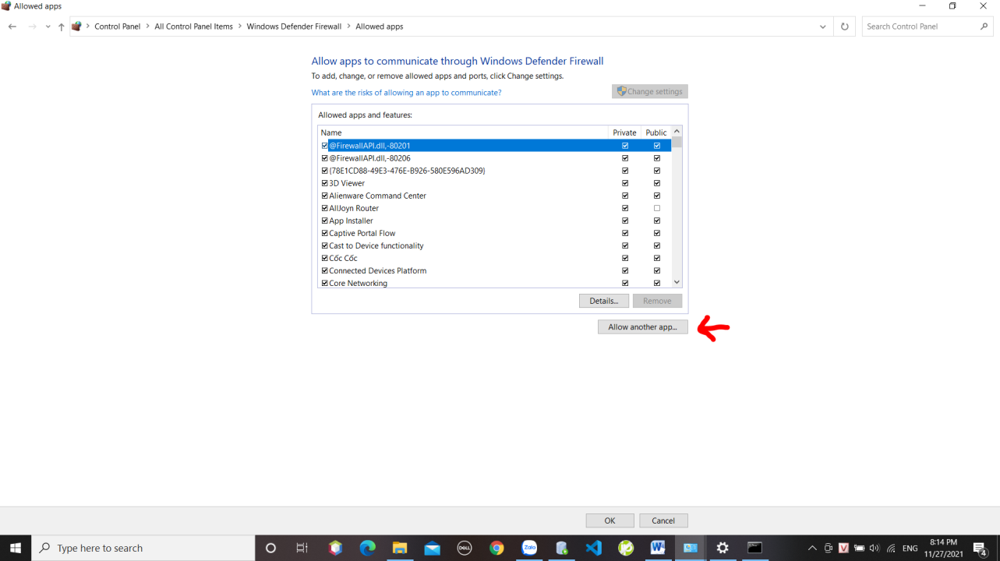 Allowed apps
Control Panel > All Control Panel Items > Windows Defender Firewall > Allowed apps
Search Control Panel
Allow apps to communicate through Windows Defender Firewall
To add, change, or remove allowed apps and ports, click Change settings.
What are the risks of allowing an app to communicate?
Change settings
Allowed apps and features:
Name Private Public
@FirewallAPI.dll,-80201
@FirewallAPI.dll,-80206
{78E1CD88-49E3-476E-B926-580E596AD309}
3D Viewer
Alienware Command Center
AllJoyn Router
App Installer
Captive Portal Flow
Cast to Device functionality
Cốc Cốc
Connected Devices Platform
Core Networking
Details... Remove
Allow another app...
OK Cancel
Type here to search
DELL
Zalo
V
ENG
8:14 PM
11/27/2021
4